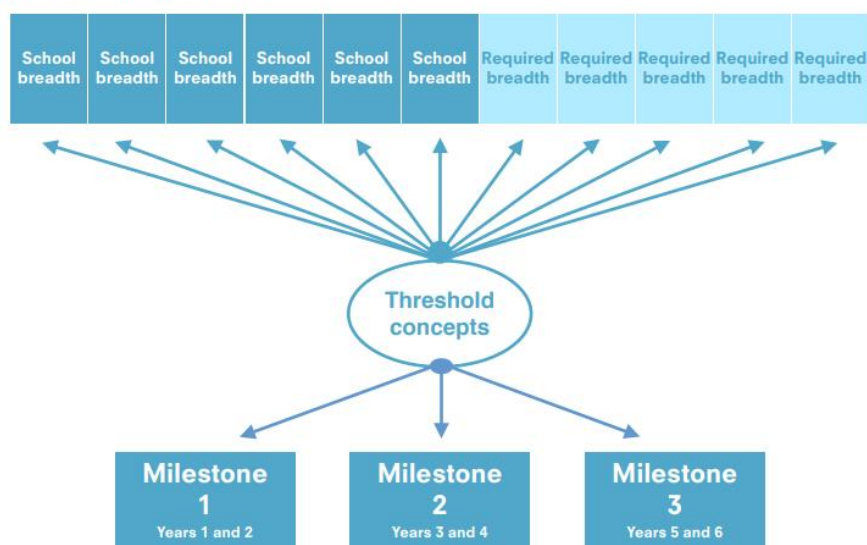 School breadth
School breadth
School breadth
School breadth
School breadth
School breadth
Required breadth
Required breadth
Required breadth
Required breadth
Required breadth
Threshold
concepts
Milestone
1
Years 1 and 2
Milestone
2
Years 3 and 4
Milestone
3
Years 5 and 6